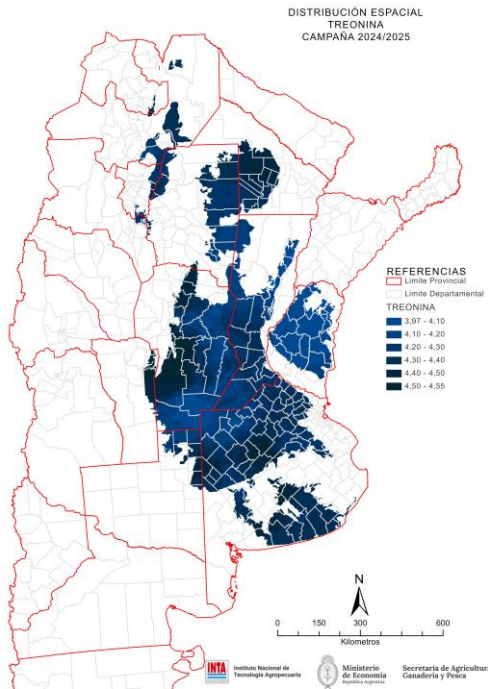 DISTRIBUCIÓN ESPACIAL
TREONINA
CAMPAÑA 2024/2025
REFERENCIAS
Limite Provincial
Limite Departamental
TREONINA
3,97 - 4,10
4,10 - 4,20
4,20 - 4,30
4,30 - 4,40
4,40 - 4,50
4,50 - 4,55
N
0 150 300 600
Kilometros
INTA
Instituto Nacional de
Tecnología Agropecuaria
Ministerio
de Economía
República Argentina
Secretaría de Agricultura,
Ganadería y Pesca